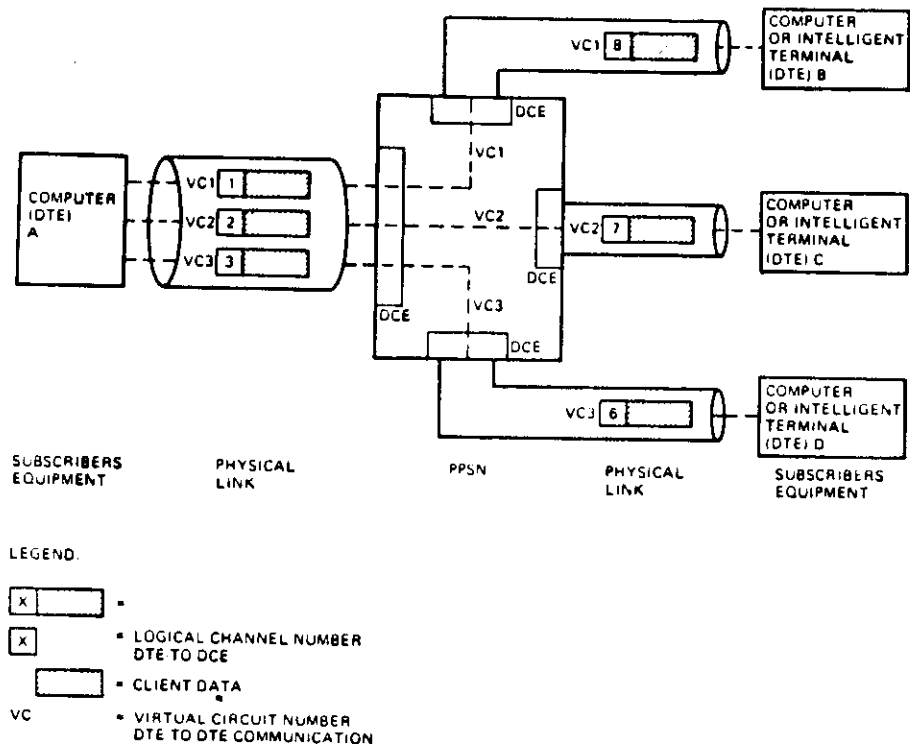 COMPUTER
OR INTELLIGENT
TERMINAL
(DTE) B
VC1 8
DCE
VC1
COMPUTER
(DTE)
A
VC1 1
VC2 2
VC3 3
VC2
DCE
VC2 7
DCE
COMPUTER
OR INTELLIGENT
TERMINAL
(DTE) C
VC3
DCE
VC3 6
COMPUTER
OR INTELLIGENT
TERMINAL
(DTE) D
SUBSCRIBERS
EQUIPMENT
PHYSICAL
LINK
PPSN
PHYSICAL
LINK
SUBSCRIBERS
EQUIPMENT
LEGEND.
X =
X = LOGICAL CHANNEL NUMBER
DTE TO DCE
= CLIENT DATA
VC = VIRTUAL CIRCUIT NUMBER
DTE TO DTE COMMUNICATION